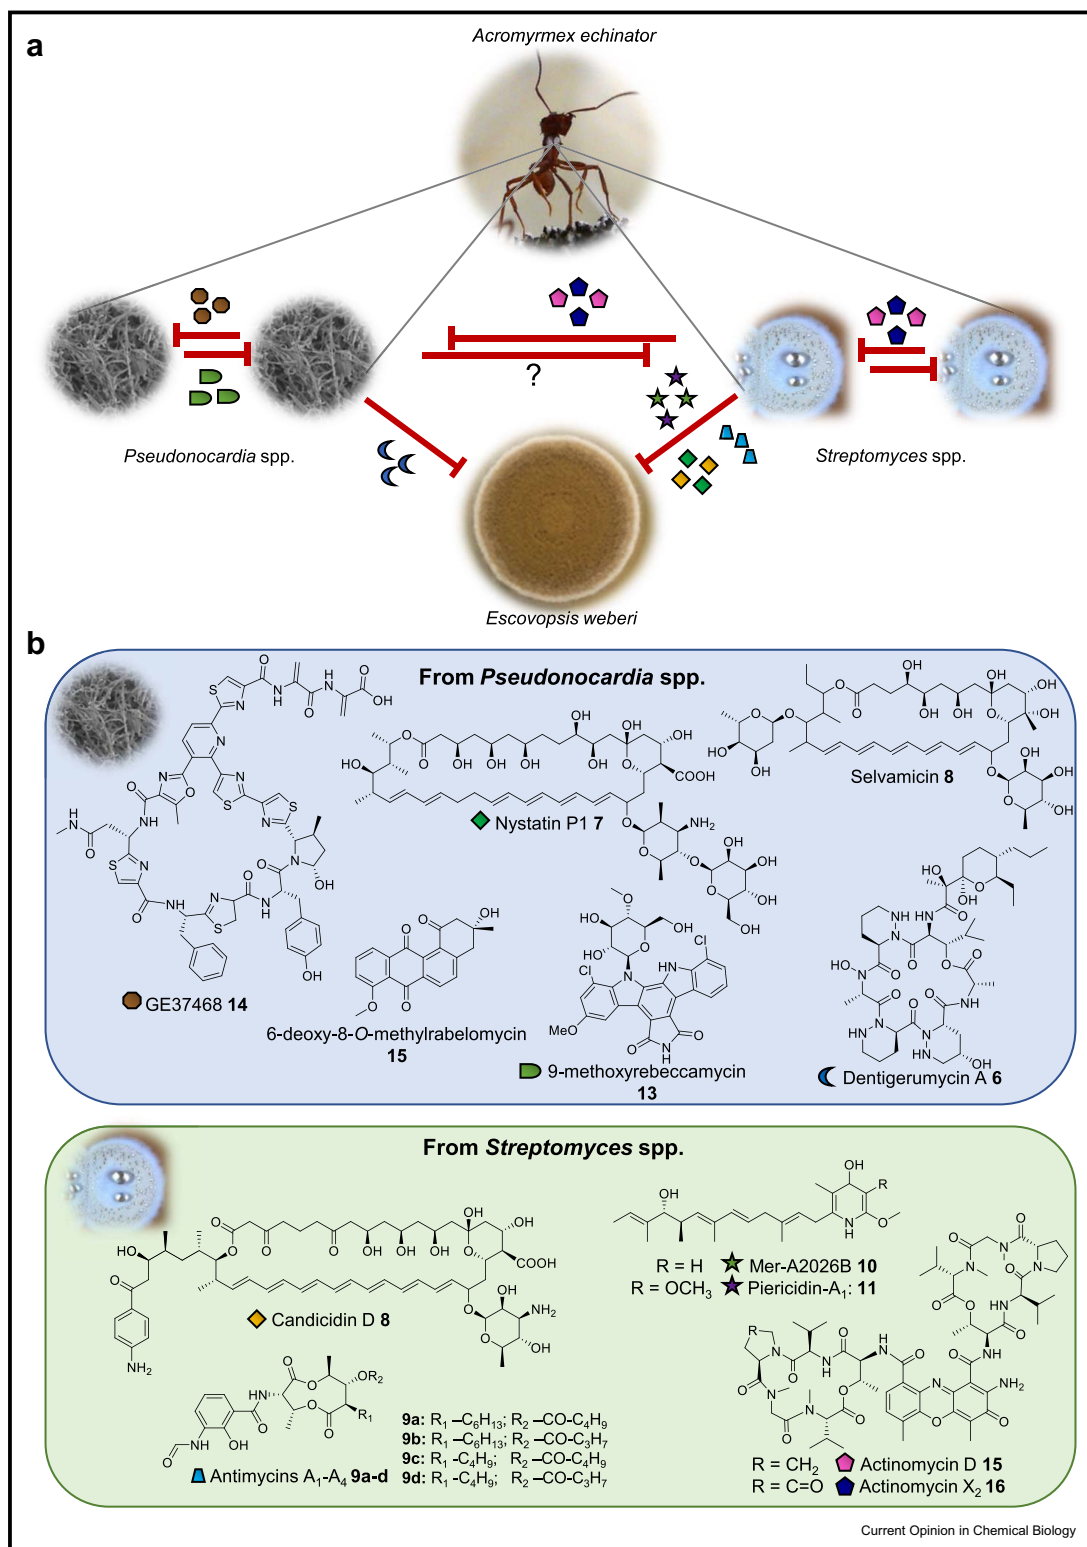 a
Acromyrmex echinator
?
Pseudonocardia spp.
Streptomyces spp.
Escovopsis weberi
b
From Pseudonocardia spp.
Selvamicin 8
Nystatin P1 7
GE37468 14
6-deoxy-8-O-methylrabelomycin
15
9-methoxyrebeccamycin
13
Dentigerumycin A 6
From Streptomyces spp.
R = H Mer-A2026B 10
R = OCH₃ Piericidin-A₁: 11
Candicidin D 8
9a: R₁ –C₆H₁₃; R₂ –CO-C₄H₉
9b: R₁ –C₆H₁₃; R₂ –CO-C₃H₇
9c: R₁ –C₄H₉; R₂ –CO-C₄H₉
9d: R₁ -C₄H₉; R₂ –CO-C₃H₇
Antimycins A₁-A₄ 9a-d
R = CH₂ Actinomycin D 15
R = C=O Actinomycin X₂ 16
Current Opinion in Chemical Biology